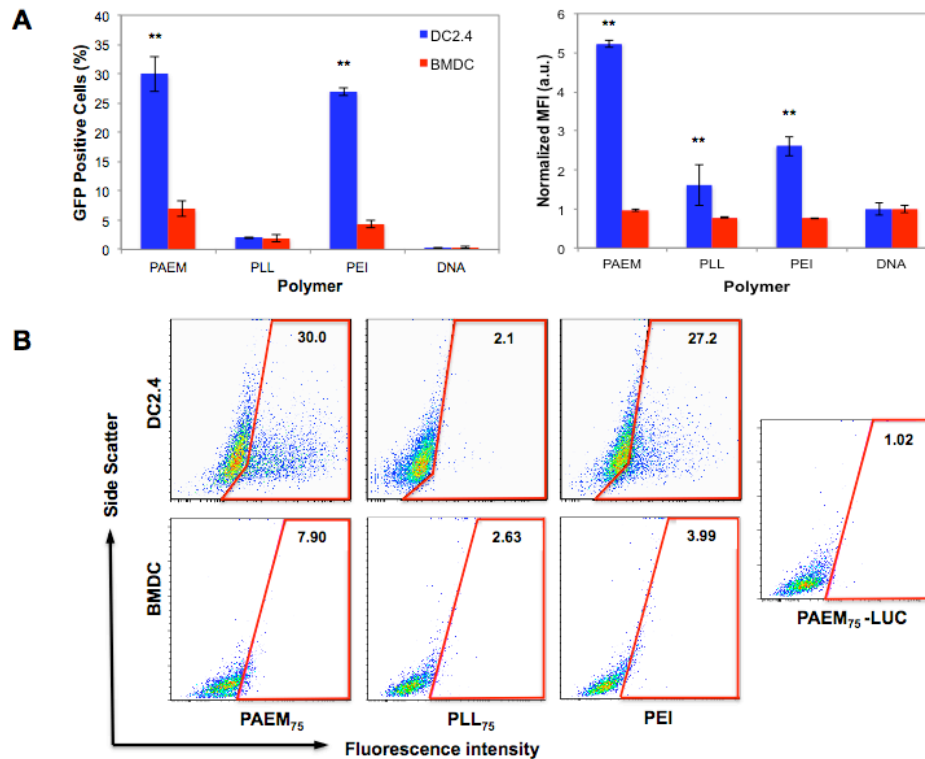 A
GFP Positive Cells (%)
40
35
30
25
20
15
10
5
0
**
**
DC2.4
BMDC
PAEM
PLL
PEI
DNA
Polymer
Normalized MFI (a.u.)
6
5
4
3
2
1
0
**
**
**
PAEM
PLL
PEI
DNA
Polymer
B
Side Scatter
DC2.4
30.0
2.1
27.2
BMDC
7.90
2.63
3.99
1.02
PAEM75
PLL75
PEI
PAEM75-LUC
Fluorescence intensity